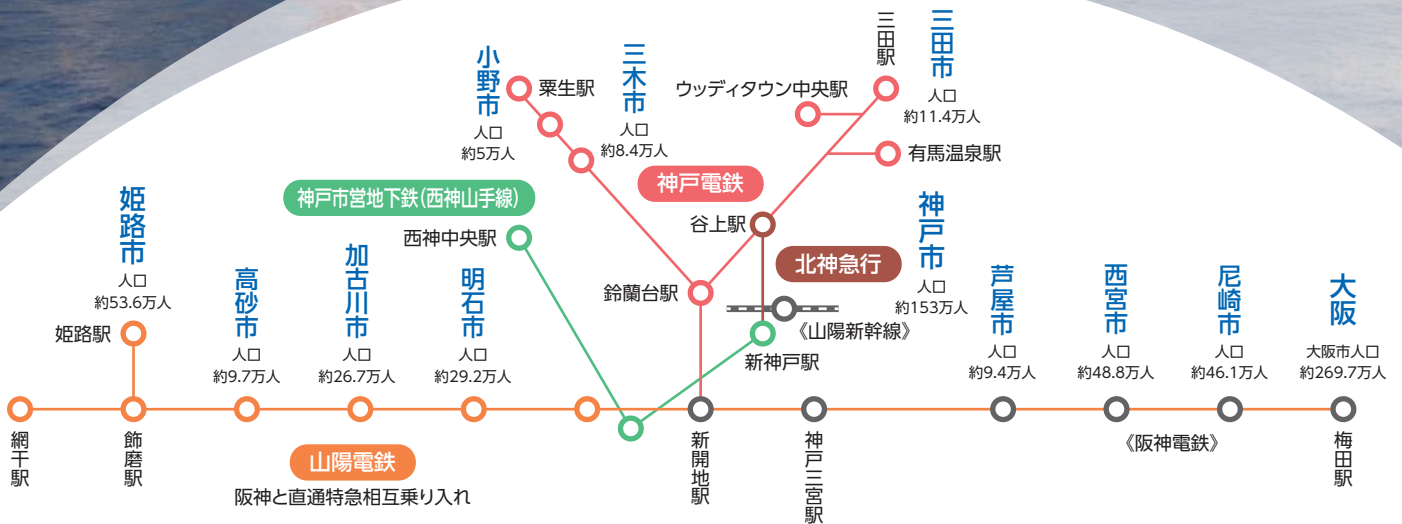 小野市
人口
約5万人
粟生駅
三木市
人口
約8.4万人
ウッディタウン中央駅
三田駅
三田市
人口
約11.4万人
有馬温泉駅
神戸電鉄
神戸市営地下鉄(西神山手線)
西神中央駅
谷上駅
北神急行
鈴蘭台駅
《山陽新幹線》
新神戸駅
姫路市
人口
約53.6万人
姫路駅
高砂市
人口
約9.7万人
加古川市
人口
約26.7万人
明石市
人口
約29.2万人
神戸市
人口
約153万人
芦屋市
人口
約9.4万人
西宮市
人口
約48.8万人
尼崎市
人口
約46.1万人
大阪
大阪市人口
約269.7万人
網干駅
飾磨駅
山陽電鉄
阪神と直通特急相互乗り入れ
新開地駅
神戸三宮駅
《阪神電鉄》
梅田駅